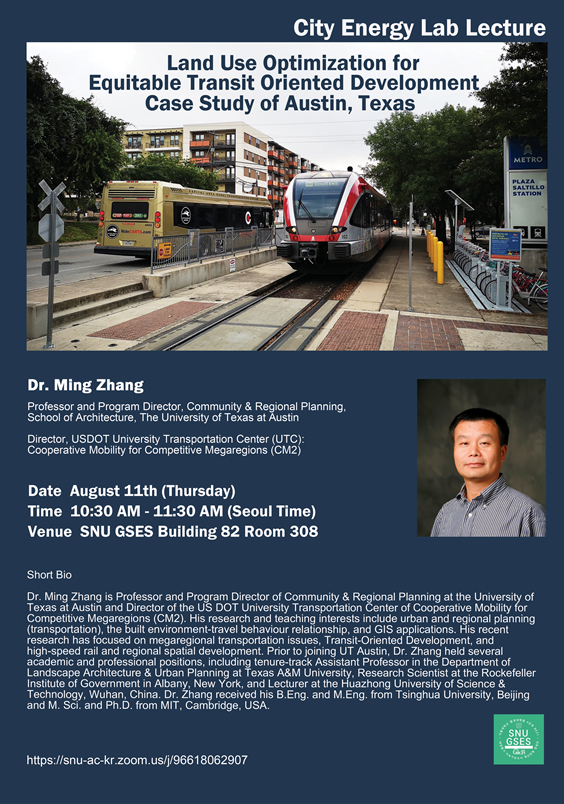 City Energy Lab Lecture
Land Use Optimization for
Equitable Transit Oriented Development
Case Study of Austin, Texas
METRO
PLAZA
SALTILLO
STATION
Dr. Ming Zhang
Professor and Program Director, Community & Regional Planning,
School of Architecture, The University of Texas at Austin
Director, USDOT University Transportation Center (UTC):
Cooperative Mobility for Competitive Megaregions (CM2)
Date August 11th (Thursday)
Time 10:30 AM - 11:30 AM (Seoul Time)
Venue SNU GSES Building 82 Room 308
Short Bio
Dr. Ming Zhang is Professor and Program Director of Community & Regional Planning at the University of
Texas at Austin and Director of the US DOT University Transportation Center of Cooperative Mobility for
Competitive Megaregions (CM2). His research and teaching interests include urban and regional planning
(transportation), the built environment-travel behaviour relationship, and GIS applications. His recent
research has focused on megaregional transportation issues, Transit-Oriented Development, and
high-speed rail and regional spatial development. Prior to joining UT Austin, Dr. Zhang held several
academic and professional positions, including tenure-track Assistant Professor in the Department of
Landscape Architecture & Urban Planning at Texas A&M University, Research Scientist at the Rockefeller
Institute of Government in Albany, New York, and Lecturer at the Huazhong University of Science &
Technology, Wuhan, China. Dr. Zhang received his B.Eng. and M.Eng. from Tsinghua University, Beijing
and M. Sci. and Ph.D. from MIT, Cambridge, USA.
SNU
GSES
https://snu-ac-kr.zoom.us/j/96618062907